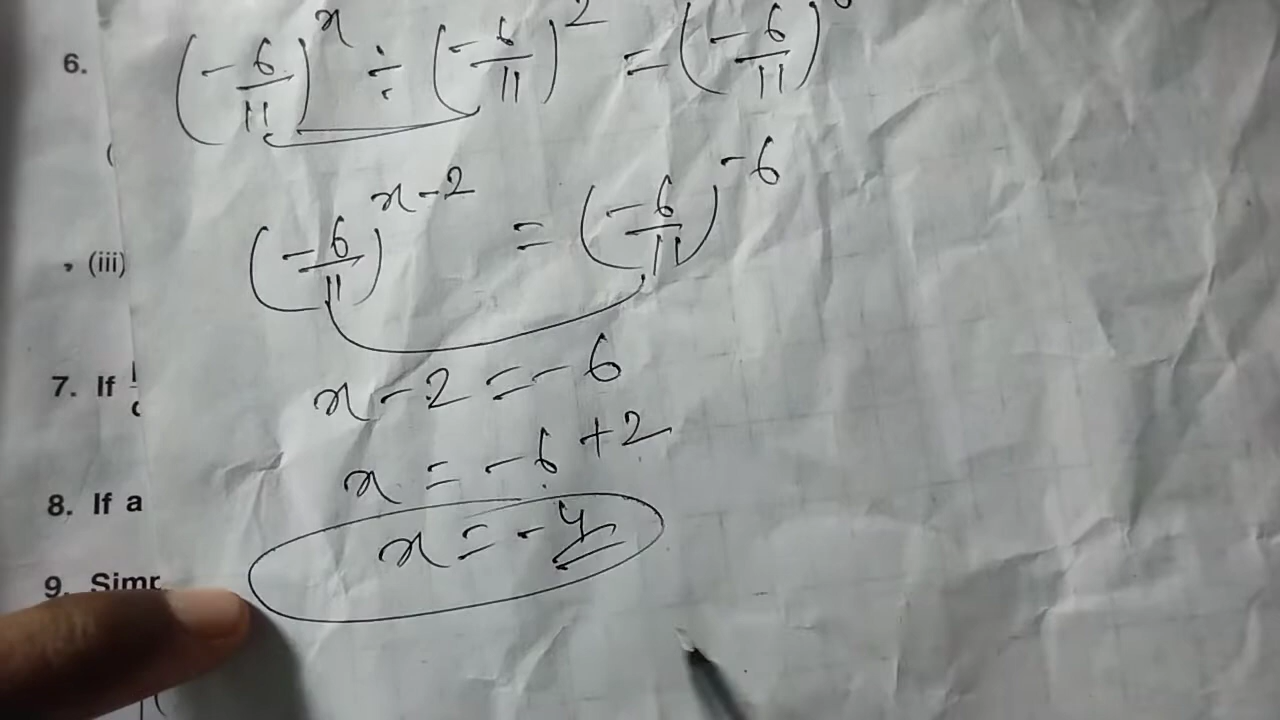 6. (-6/11)^x ÷ (-6/11)^2 = (-6/11)
(-6/11)^x-2 = (-6/11)^-6
(iii)
x - 2 = -6
7. If
x = -6 + 2
8. If a
x = -4
9.